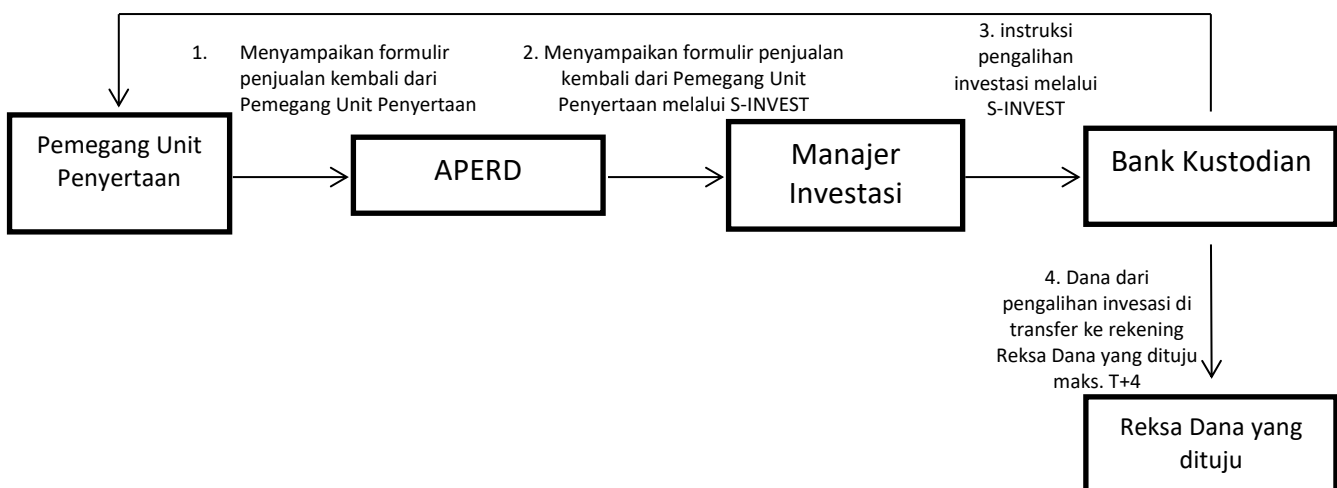 1. Menyampaikan formulir
penjualan kembali dari
Pemegang Unit Penyertaan
2. Menyampaikan formulir penjualan
kembali dari Pemegang Unit
Penyertaan melalui S-INVEST
3. instruksi
pengalihan
investasi melalui
S-INVEST
Pemegang Unit
Penyertaan
APERD
Manajer
Investasi
Bank Kustodian
4. Dana dari
pengalihan invesasi di
transfer ke rekening
Reksa Dana yang dituju
maks. T+4
Reksa Dana yang
dituju